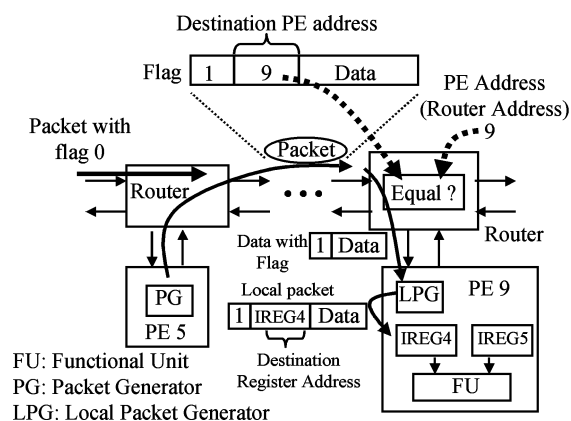 Destination PE address
Flag 1 9 Data
PE Address
(Router Address)
9
Packet with
flag 0
Packet
Router
Equal ?
Router
Data with
Flag
1 Data
PG
PE 5
Local packet
1 IREG4 Data
Destination
Register Address
LPG
PE 9
IREG4
IREG5
FU
FU: Functional Unit
PG: Packet Generator
LPG: Local Packet Generator